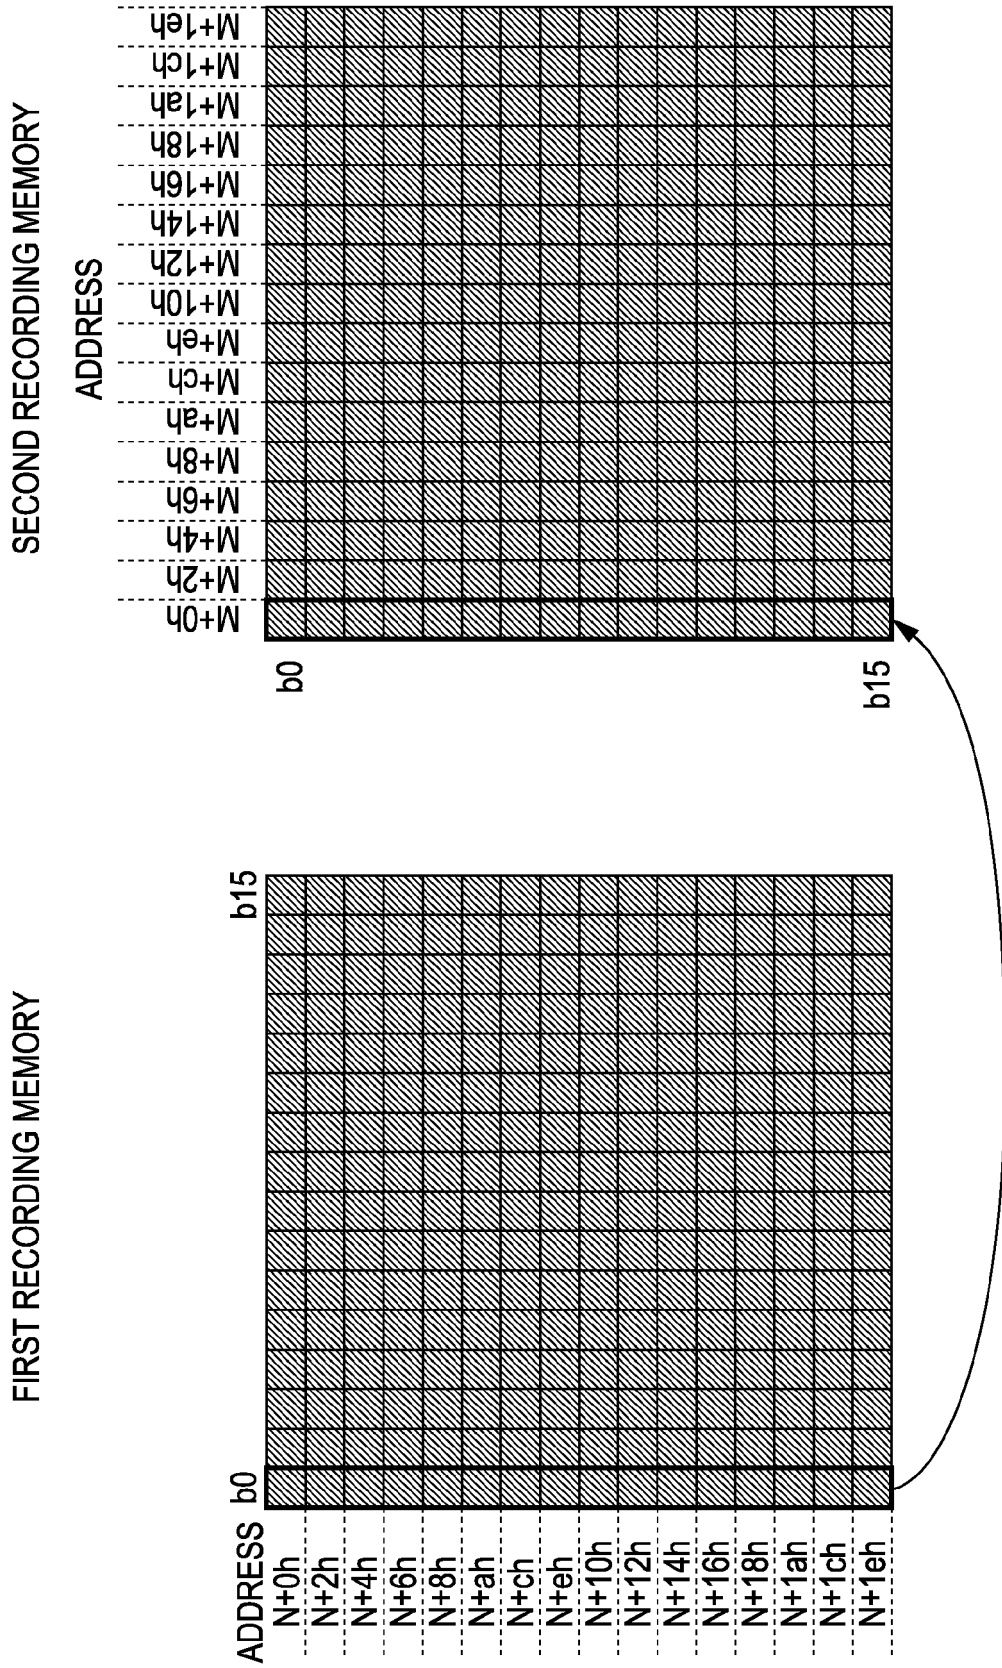 FIRST RECORDING MEMORY
ADDRESS
b0
b15
N+0h
N+2h
N+4h
N+6h
N+8h
N+ah
N+ch
N+eh
N+10h
N+12h
N+14h
N+16h
N+18h
N+1ah
N+1ch
N+1eh
SECOND RECORDING MEMORY
ADDRESS
M+0h
M+2h
M+4h
M+6h
M+8h
M+ah
M+ch
M+eh
M+10h
M+12h
M+14h
M+16h
M+18h
M+1ah
M+1ch
M+1eh
b0
b15